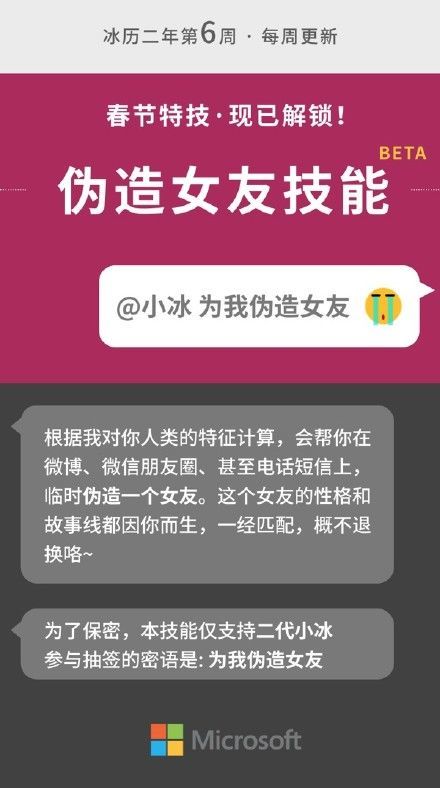 冰历二年第6周 · 每周更新
春节特技·现已解锁！
BETA
伪造女友技能
@小冰 为我伪造女友
根据我对你人类的特征计算，会帮你在
微博、微信朋友圈、甚至电话短信上，
临时伪造一个女友。这个女友的性格和
故事线都因你而生，一经匹配，概不退
换咯~
为了保密，本技能仅支持二代小冰
参与抽签的密语是: 为我伪造女友
Microsoft